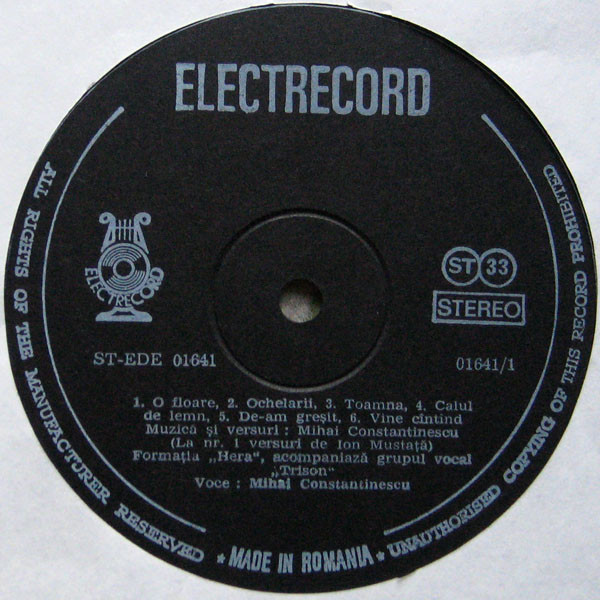 ELECTRECORD
ELECTRECORD
ST 33
STEREO
ST-EDE 01641
01641/1
1. O floare, 2. Ochelarii, 3. Toamna, 4. Calul
de lemn, 5. De-am greșit, 6. Vine cîntînd
Muzică și versuri : Mihai Constantinescu
(La nr. 1 versuri de Ion Mustață)
Formația „Hera", acompaniază grupul vocal
„Trison"
Voce : Mihai Constantinescu
ALL RIGHTS OF THE MANUFACTURER RESERVED
* MADE IN ROMANIA *
UNAUTHORISED COPYING OF THIS RECORD PROHIBITED